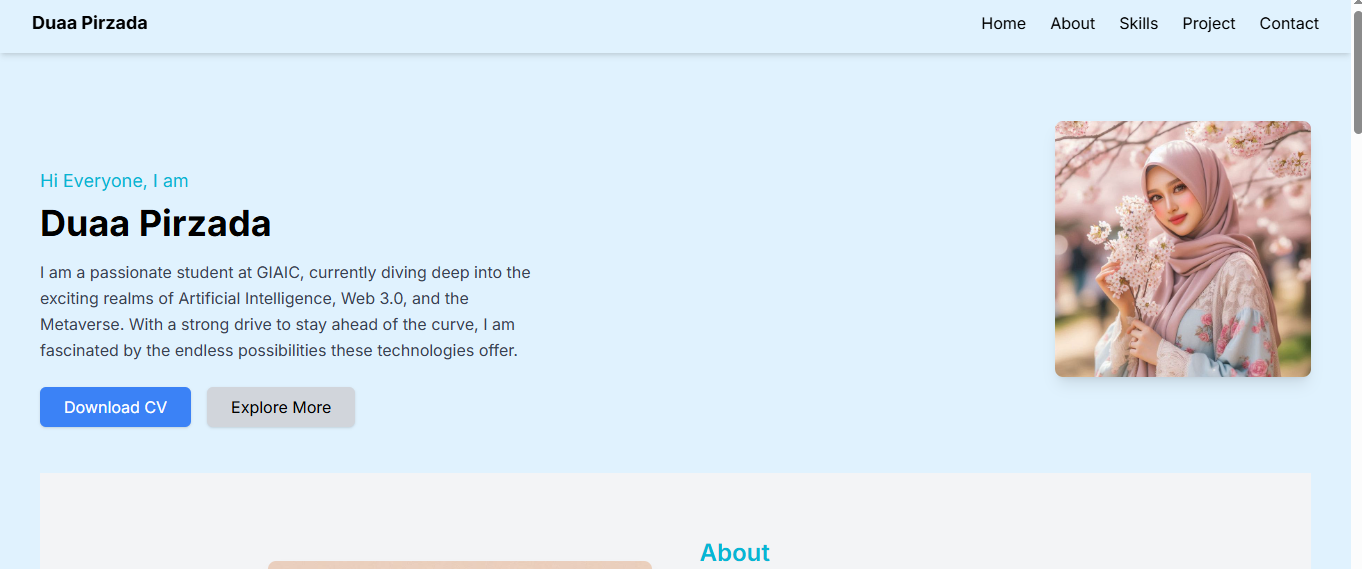 Duaa Pirzada
Home About Skills Project Contact
Hi Everyone, I am
Duaa Pirzada
I am a passionate student at GIAIC, currently diving deep into the
exciting realms of Artificial Intelligence, Web 3.0, and the
Metaverse. With a strong drive to stay ahead of the curve, I am
fascinated by the endless possibilities these technologies offer.
Download CV
Explore More
About